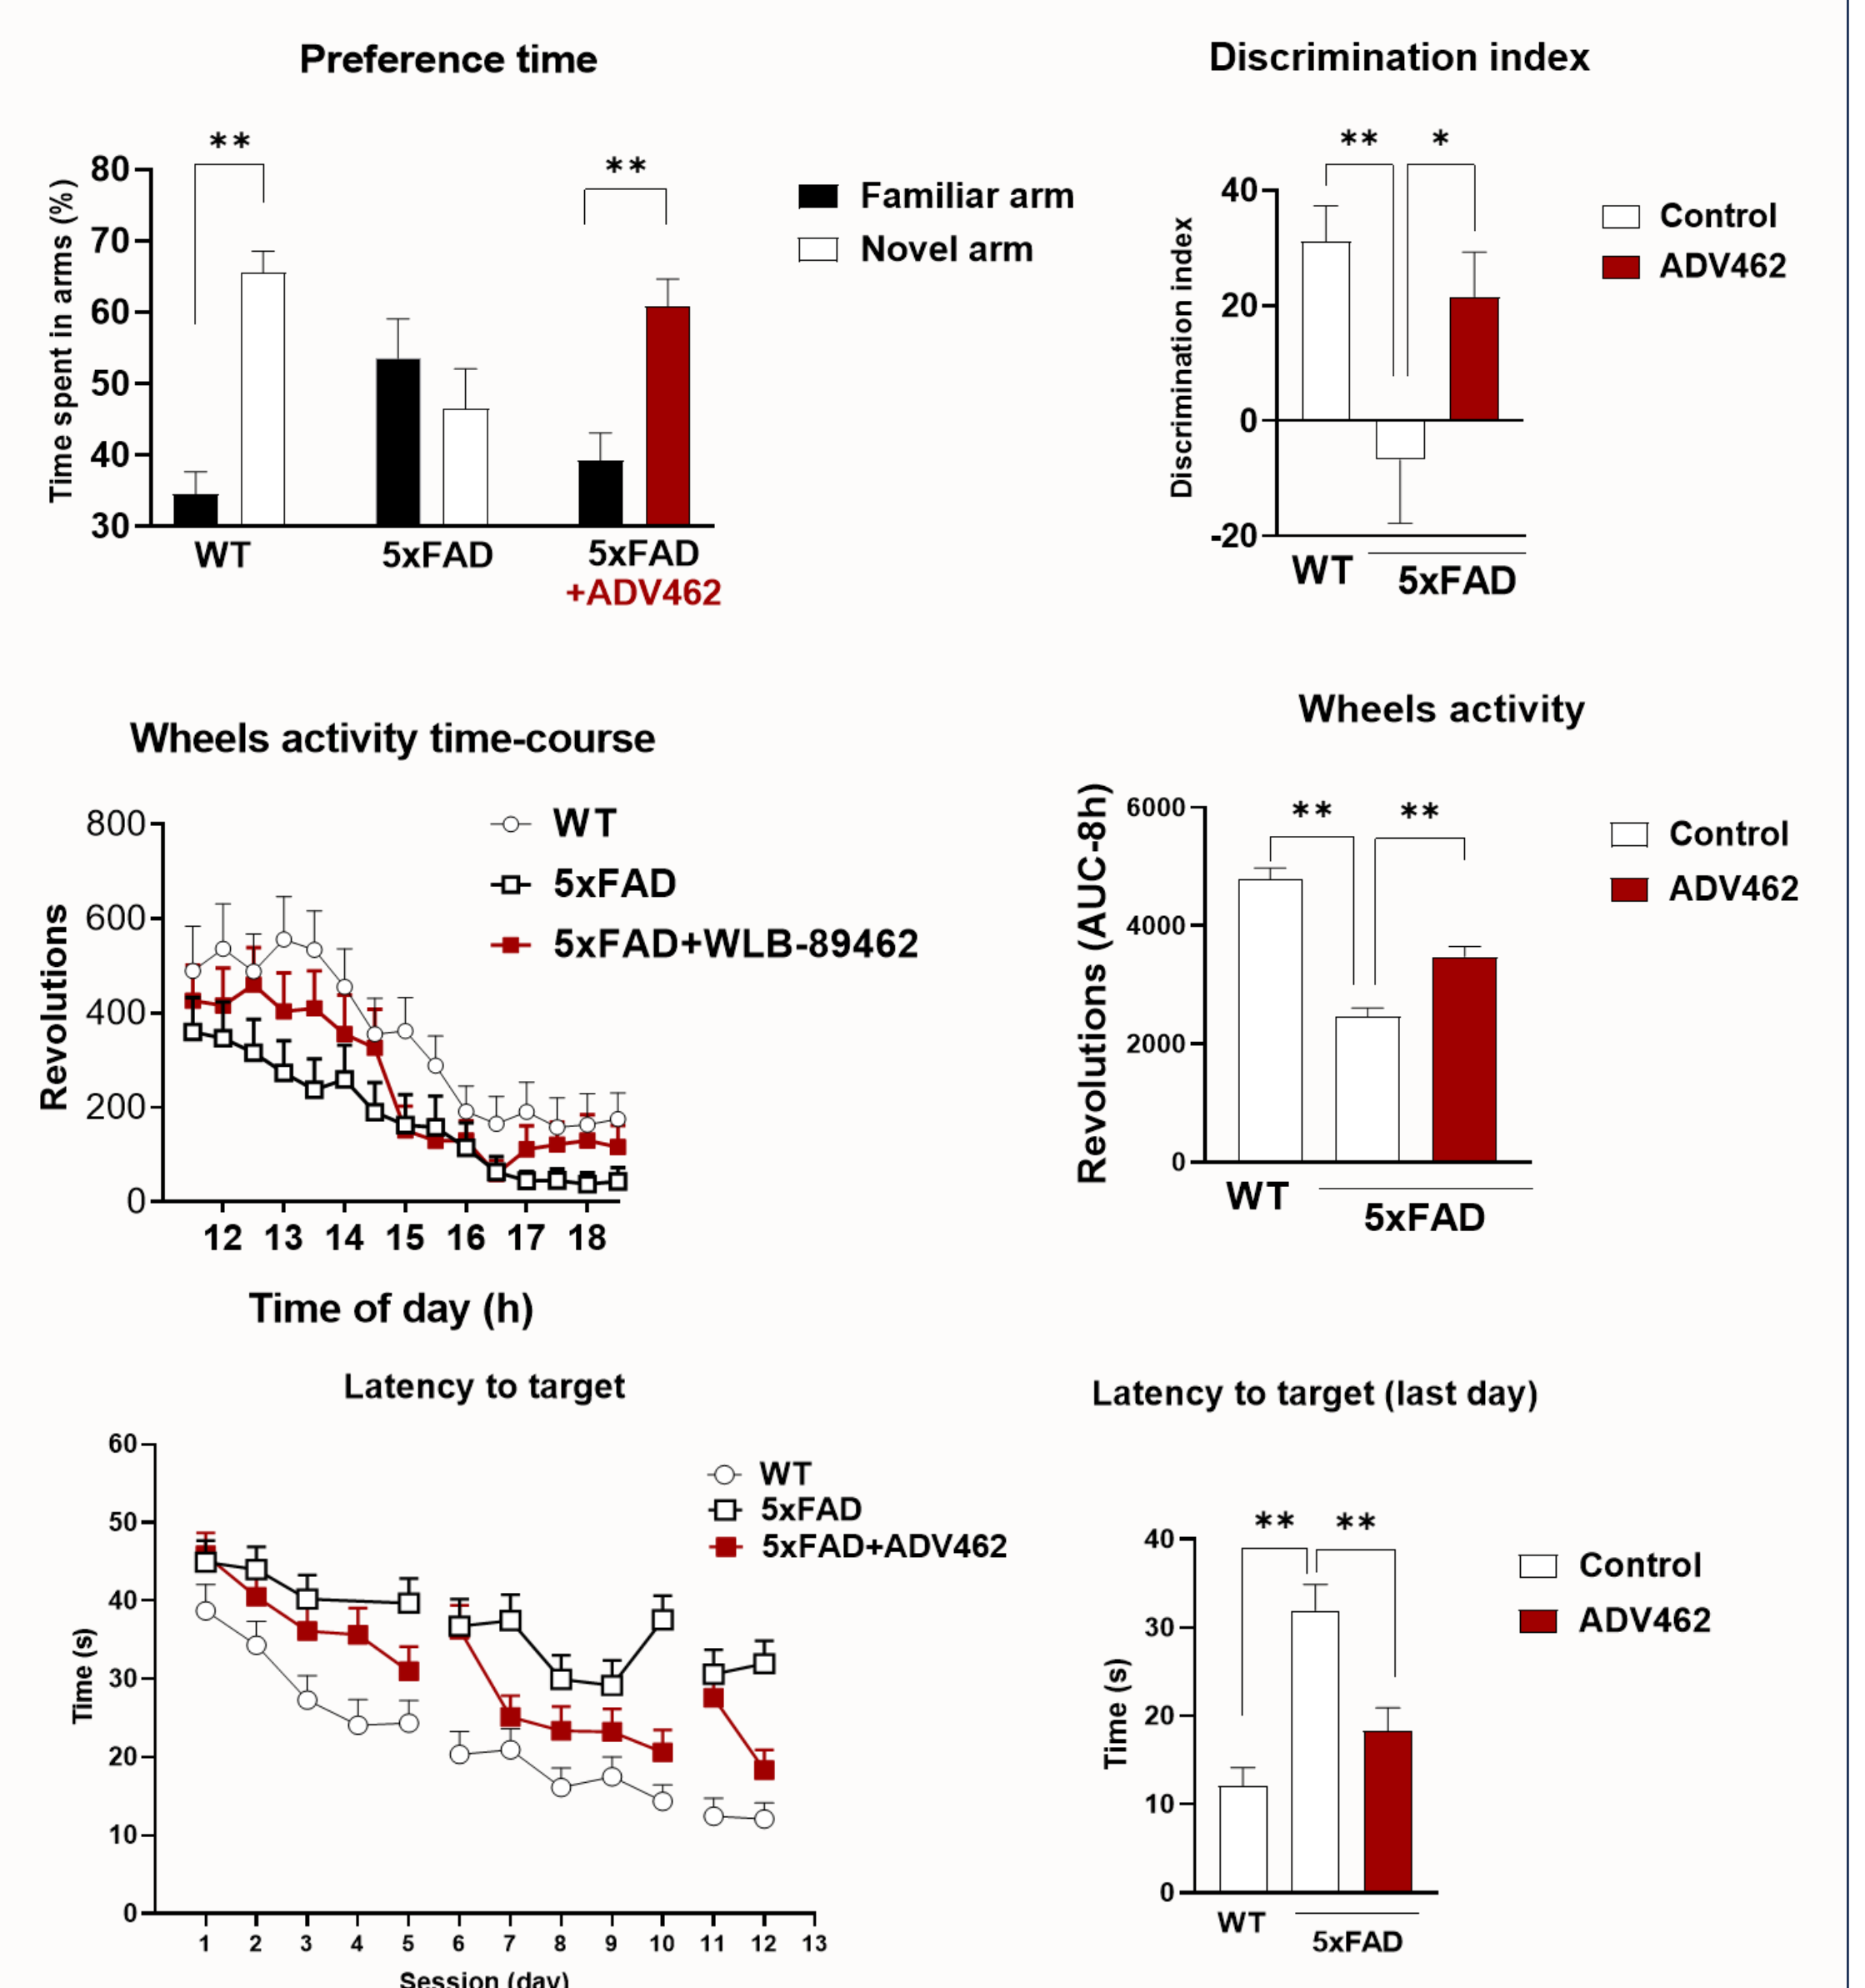 Preference time
**
**
Time spent in arms (%)
80
70
60
50
40
30
WT
5xFAD
5xFAD
+ADV462
Familiar arm
Novel arm
Discrimination index
**
*
Discrimination index
40
20
0
-20
WT
5xFAD
Control
ADV462
Wheels activity time-course
Revolutions
800
600
400
200
0
12 13 14 15 16 17 18
Time of day (h)
WT
5xFAD
5xFAD+WLB-89462
Wheels activity
**
**
Revolutions (AUC-8h)
6000
4000
2000
0
WT
5xFAD
Control
ADV462
Latency to target
Time (s)
60
50
40
30
20
10
0
1 2 3 4 5 6 7 8 9 10 11 12 13
Session (day)
WT
5xFAD
5xFAD+ADV462
Latency to target (last day)
**
**
Time (s)
40
30
20
10
0
WT
5xFAD
Control
ADV462